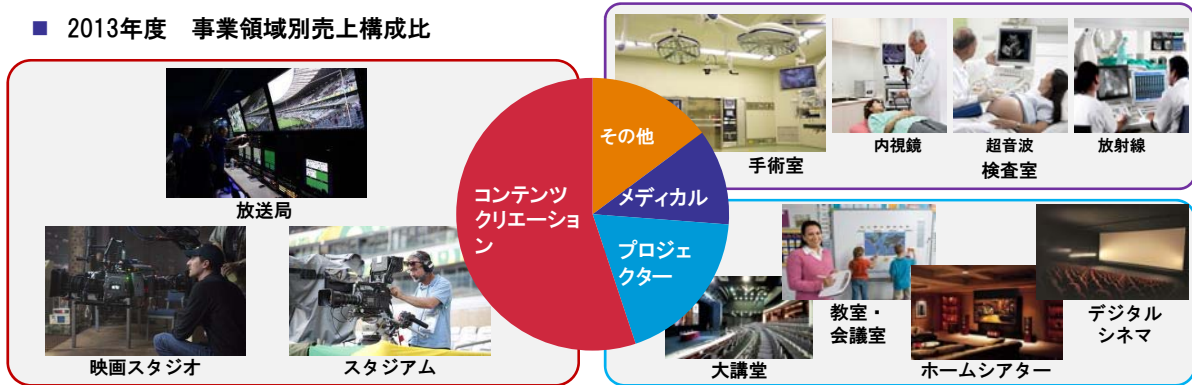 ■ 2013年度 事業領域別売上構成比
放送局
映画スタジオ
スタジアム
コンテンツ
クリエーショ
ン
その他
メディカル
プロジェ
クター
手術室
内視鏡
超音波
放射線
検査室
大講堂
教室・
会議室
ホームシアター
デジタル
シネマ